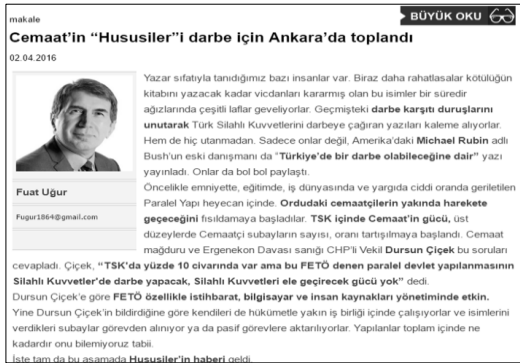 makale
BÜYÜK OKU
Cemaat’in “Hususiler”i darbe için Ankara’da toplandı
02.04.2016
Yazar sıfatıyla tanıdığımız bazı insanlar var. Biraz daha rahatlasalar kötülüğün
kitabını yazacak kadar vicdanları kararmış olan bu isimler bir süredir
ağızlarında çeşitli laflar geveliyorlar. Geçmişteki darbe karşıtı duruşlarını
unutarak Türk Silahlı Kuvvetlerini darbeye çağıran yazıları kaleme alıyorlar.
Hem de hiç utanmadan. Sadece onlar değil, Amerika’daki Michael Rubin adlı
Bush’un eski danışmanı da “Türkiye’de bir darbe olabileceğine dair” yazı
yayınladı. Onlar da bol bol paylaştı.
Öncelikle emniyette, eğitimde, iş dünyasında ve yargıda ciddi oranda geriletilen
Paralel Yapı heyecan içinde. Ordudaki cemaatçilerin yakında harekete
geçeceğini fısıldamaya başladılar. TSK içinde Cemaat’in gücü, üst
düzeylerde Cemaatçi subayların sayısı, oranı tartışılmaya başlandı. Cemaat
mağduru ve Ergenekon Davası sanığı CHP’li Vekil Dursun Çiçek bu soruları
Fuat Uğur
Fugur1864@gmail.com
cevapladı. Çiçek, “TSK’da yüzde 10 civarında var ama bu FETÖ denen paralel devlet yapılanmasının
Silahlı Kuvvetler’de darbe yapacak, Silahlı Kuvvetleri ele geçirecek gücü yok” dedi.
Dursun Çiçek’e göre FETÖ özellikle istihbarat, bilgisayar ve insan kaynakları yönetiminde etkin.
Yine Dursun Çiçek’in bildirdiğine göre kendileri de hükümetle yakın iş birliği içinde çalışıyorlar ve isimlerini
verdikleri subaylar görevden alınıyor ya da pasif görevlere aktarılıyorlar. Yapılanlar toplam içinde ne
kadardır onu bilemiyoruz tabii.
İşte tam da bu aşamada Hususiler’in haberi geldi.